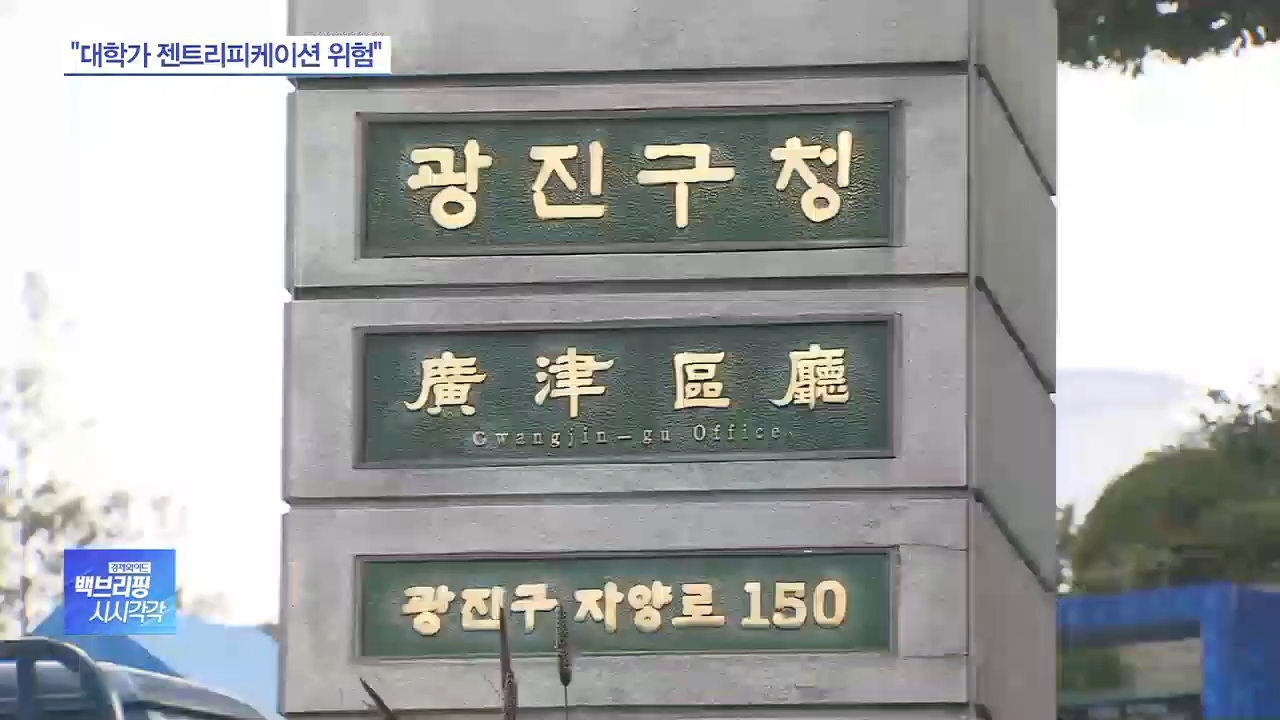 "대학가 젠트리피케이션 위험"
광진구청
廣津區廳
Gwangjin-gu Office
광진구 자양로 150
경제와이드
백브리핑
시시각각